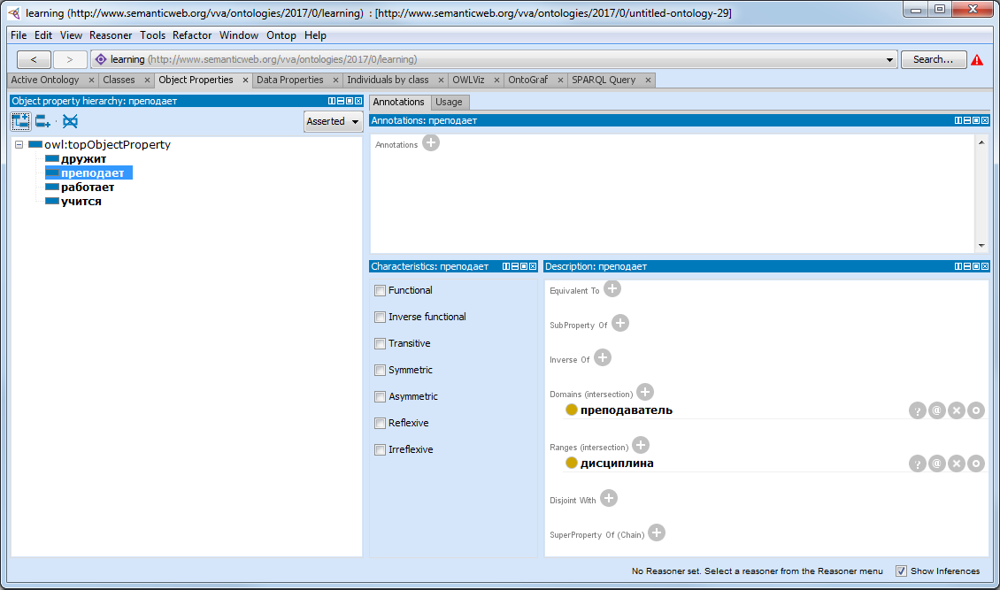 learning (http://www.semanticweb.org/vva/ontologies/2017/0/learning)  : [http://www.semanticweb.org/vva/ontologies/2017/0/untitled-ontology-29]
File Edit View Reasoner Tools Refactor Window Ontop Help
< > learning (http://www.semanticweb.org/vva/ontologies/2017/0/learning) Search...
Active Ontology × Classes × Object Properties × Data Properties × Individuals by class × OWLViz × OntoGraf × SPARQL Query ×
Object property hierarchy: преподает
Asserted
owl:topObjectProperty
дружит
преподает
работает
учится
Annotations Usage
Annotations: преподает
Annotations
Characteristics: преподает
Functional
Inverse functional
Transitive
Symmetric
Asymmetric
Reflexive
Irreflexive
Description: преподает
Equivalent To
SubProperty Of
Inverse Of
Domains (intersection)
преподаватель
Ranges (intersection)
дисциплина
Disjoint With
SuperProperty Of (Chain)
No Reasoner set. Select a reasoner from the Reasoner menu Show Inferences